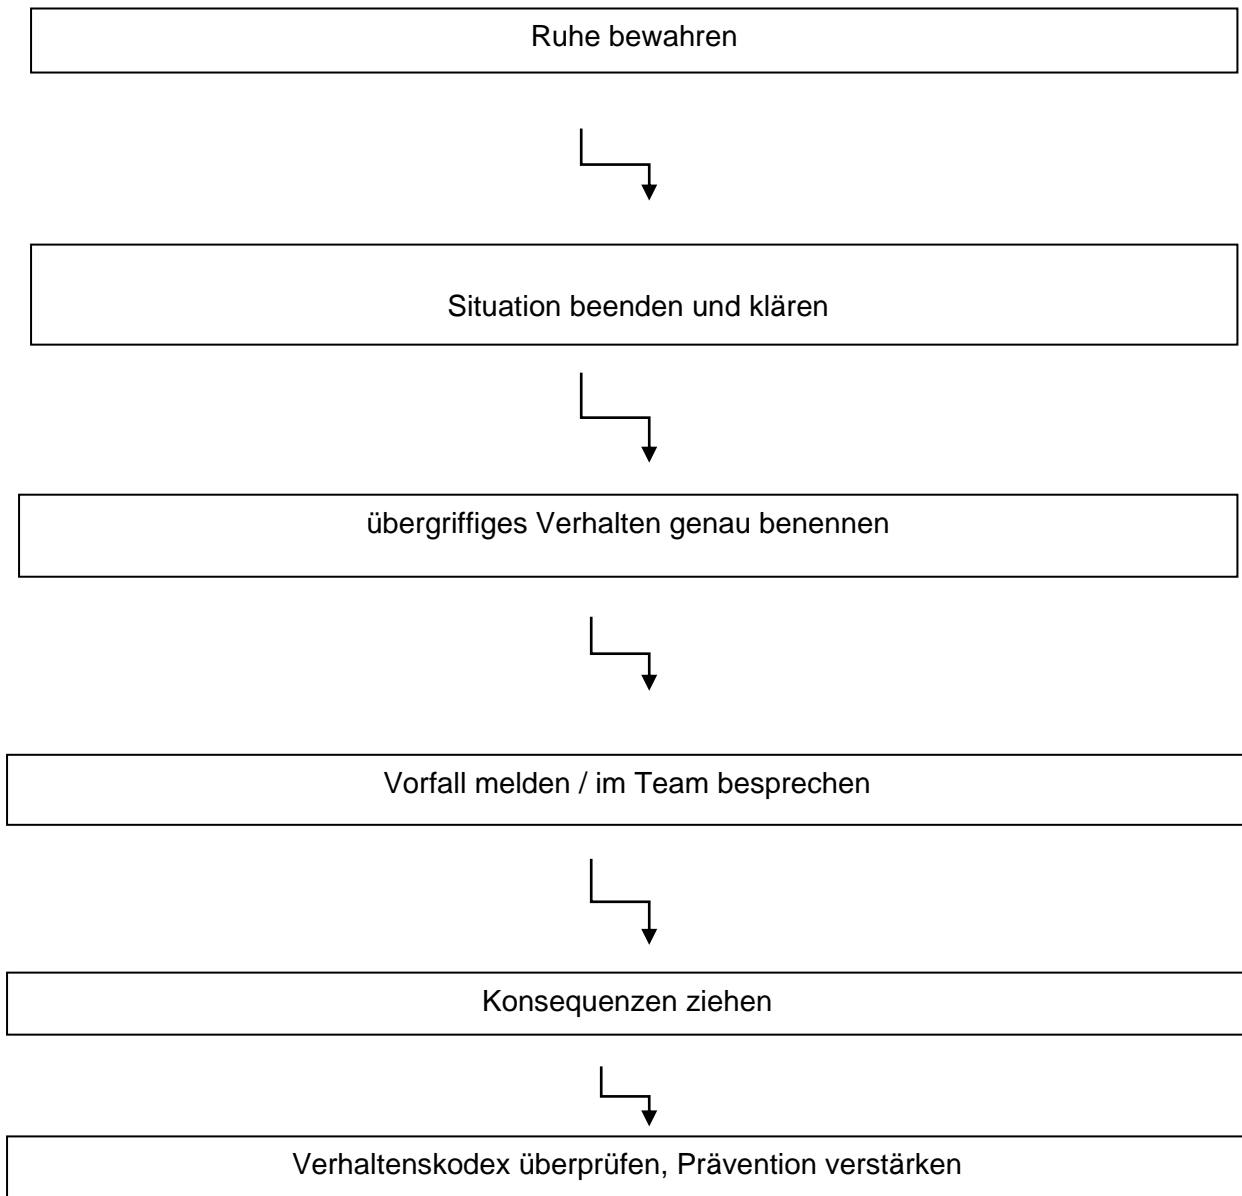 Ruhe bewahren
Situation beenden und klären
übergriffiges Verhalten genau benennen
Vorfall melden / im Team besprechen
Konsequenzen ziehen
Verhaltenskodex überprüfen, Prävention verstärken